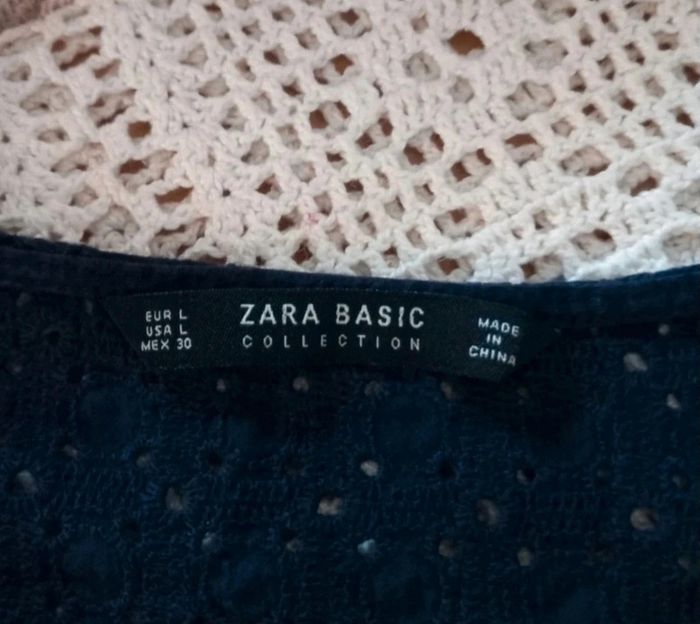 EUR L
USA L
MEX 30
ZARA BASIC
COLLECTION
MADE
IN
CHINA